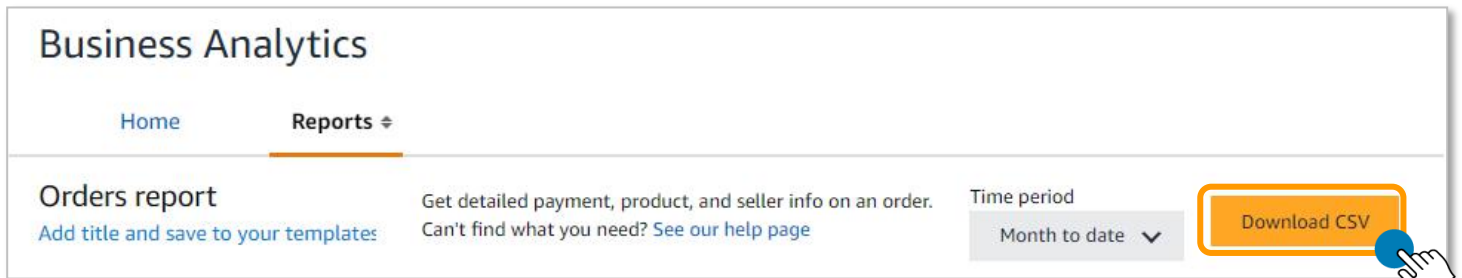 Business Analytics
Home Reports
Orders report
Add title and save to your templates
Get detailed payment, product, and seller info on an order.
Can't find what you need? See our help page
Time period
Month to date
Download CSV